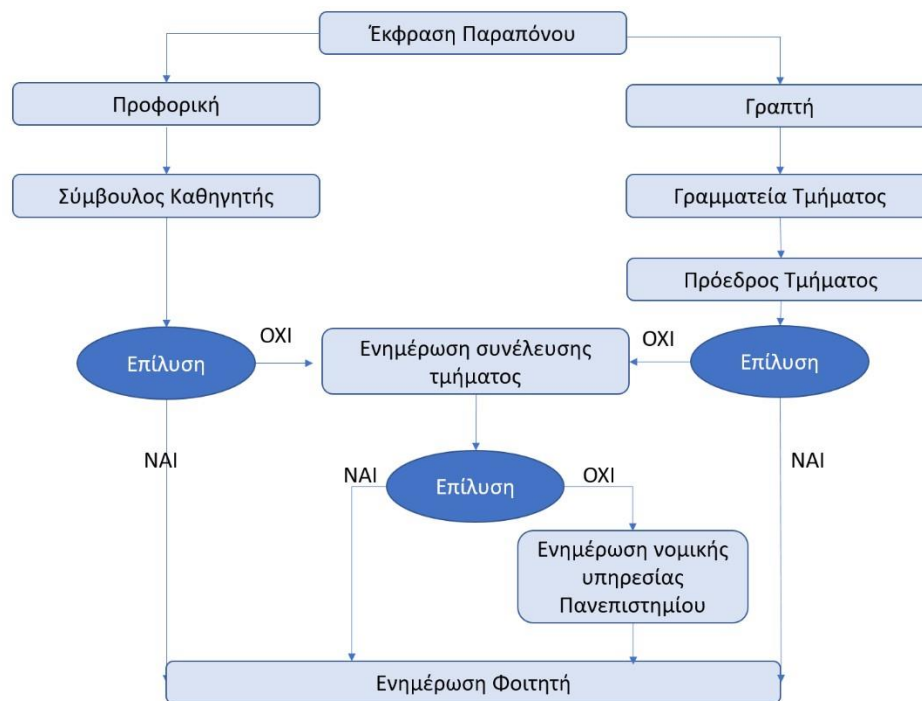 Έκφραση Παραπόνου
Προφορική
Γραπτή
Σύμβουλος Καθηγητής
Γραμματεία Τμήματος
Πρόεδρος Τμήματος
Επίλυση
ΟΧΙ
Ενημέρωση συνέλευσης
τμήματος
ΟΧΙ
Επίλυση
ΝΑΙ
ΝΑΙ
Επίλυση
ΟΧΙ
ΝΑΙ
Ενημέρωση νομικής
υπηρεσίας
Πανεπιστημίου
Ενημέρωση Φοιτητή